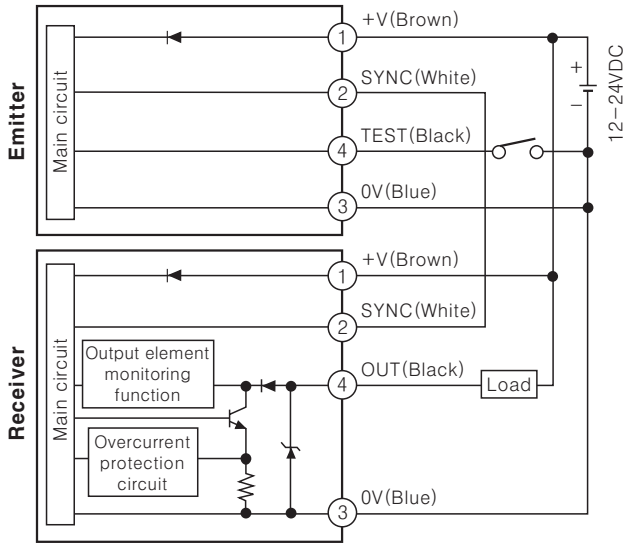 Emitter
Main circuit
1
+V(Brown)
2
SYNC(White)
4
TEST(Black)
3
0V(Blue)
+
−
12−24VDC
Receiver
Main circuit
1
+V(Brown)
2
SYNC(White)
Output element
monitoring
function
4
OUT(Black)
Load
Overcurrent
protection
circuit
3
0V(Blue)